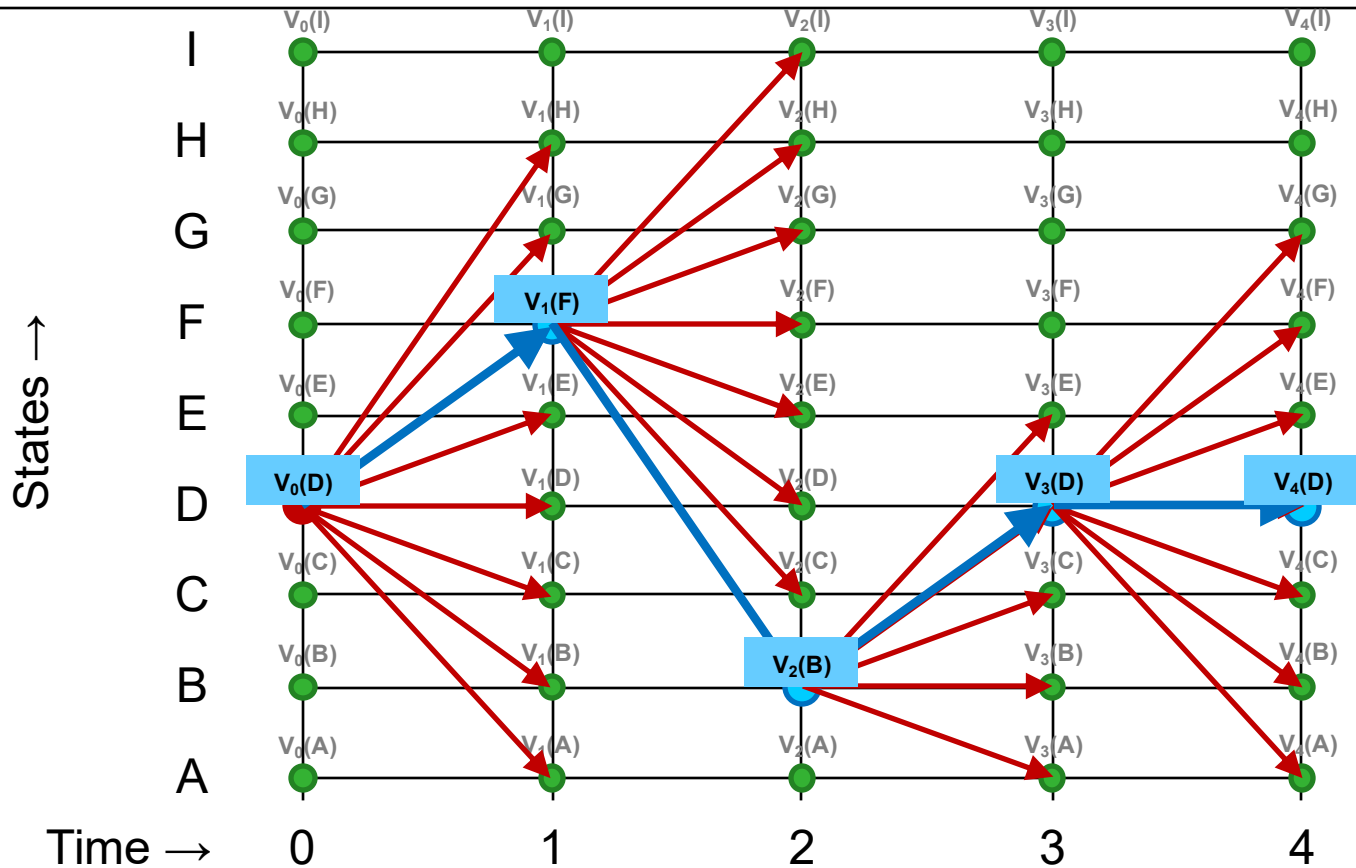 V₀(I) V₁(I) V₂(I) V₃(I) V₄(I)
I
V₀(H) V₁(H) V₂(H) V₃(H) V₄(H)
H
V₀(G) V₁(G) V₂(G) V₃(G) V₄(G)
G
V₀(F) V₁(F) V₂(F) V₃(F) V₄(F)
F
V₀(E) V₁(E) V₂(E) V₃(E) V₄(E)
E
V₀(D) V₁(D) V₂(D) V₃(D) V₄(D)
D
V₀(C) V₁(C) V₂(C) V₃(C) V₄(C)
C
V₀(B) V₁(B) V₂(B) V₃(B) V₄(B)
B
V₀(A) V₁(A) V₂(A) V₃(A) V₄(A)
A
States →
Time → 0 1 2 3 4